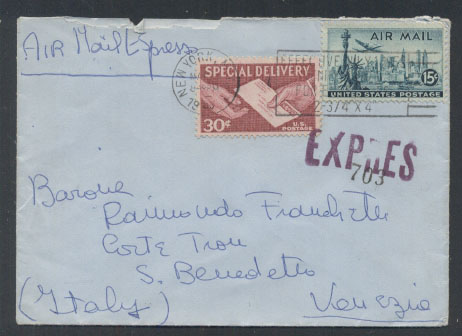 Air Mail Express
AIR MAIL
15¢
UNITED STATES POSTAGE
SPECIAL DELIVERY
30¢
U.S. POSTAGE
NEW YORK
EXPRES
703
Barone
Raimondo Franchetti
Corte Tron
S. Benedetto
(Italy) Venezia